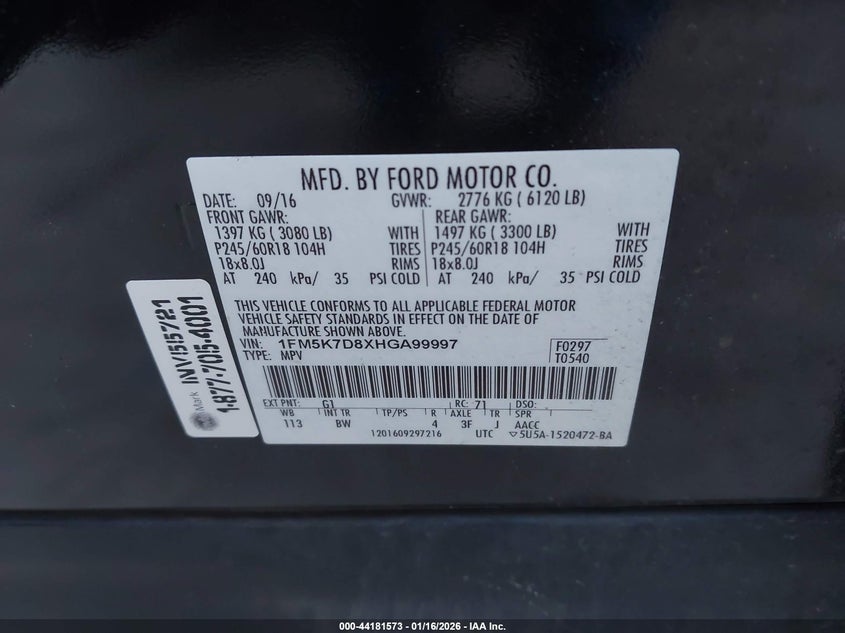 MFD. BY FORD MOTOR CO.
DATE: 09/16 GVWR: 2776 KG ( 6120 LB)
FRONT GAWR: REAR GAWR:
1397 KG ( 3080 LB) WITH 1497 KG ( 3300 LB) WITH
P245/60R18 104H TIRES P245/60R18 104H TIRES
18x8.0J RIMS 18x8.0J RIMS
AT 240 kPa/ 35 PSI COLD AT 240 kPa/ 35 PSI COLD
THIS VEHICLE CONFORMS TO ALL APPLICABLE FEDERAL MOTOR
VEHICLE SAFETY STANDARDS IN EFFECT ON THE DATE OF
MANUFACTURE SHOWN ABOVE.
VIN: 1FM5K7D8XHGA99997 F0297
TYPE: MPV T0540
EXT PNT: G1 RC: 71 DSO:
WB INT TR TP/PS R AXLE TR SPR
113 BW 4 3F J AACC
1201609297216 UTC ▽5U5A-1520472-BA
Mark INV555721
1-877-705-4001
000-44181573 — 01/16/2026 — IAA Inc.